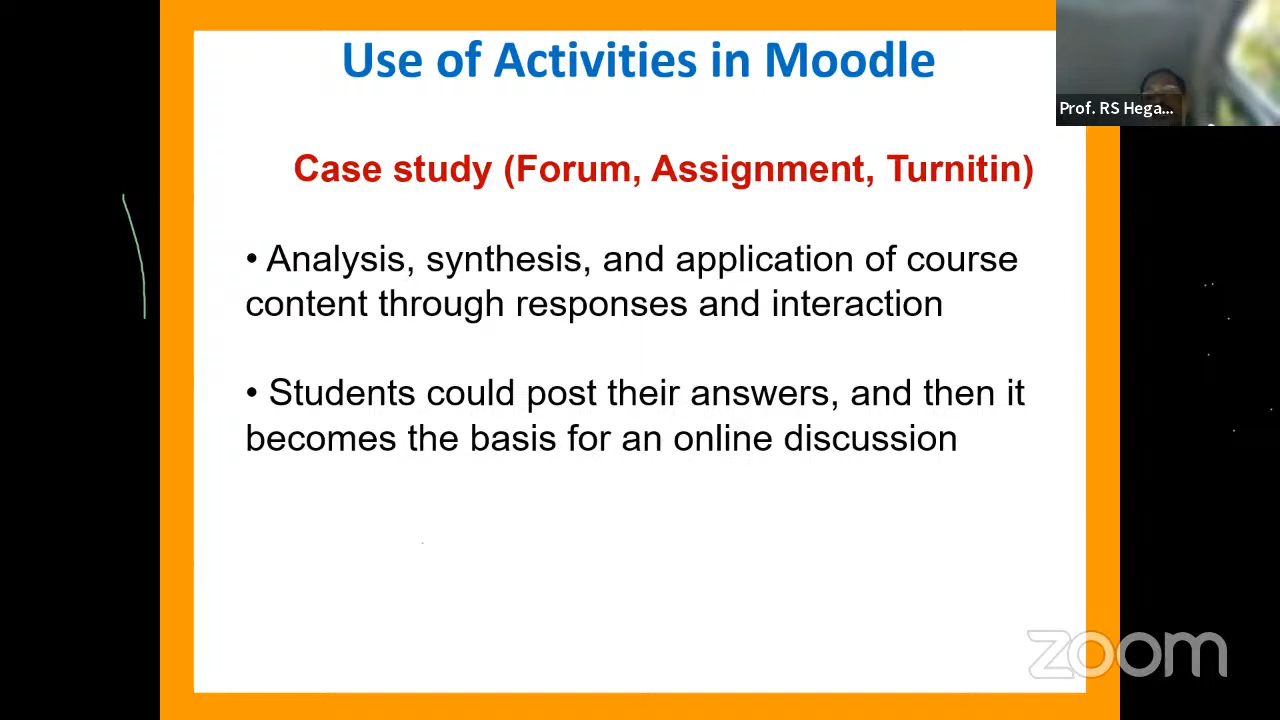 Use of Activities in Moodle
Prof. RS Hega...
Case study (Forum, Assignment, Turnitin)
• Analysis, synthesis, and application of course
content through responses and interaction
• Students could post their answers, and then it
becomes the basis for an online discussion
zoom